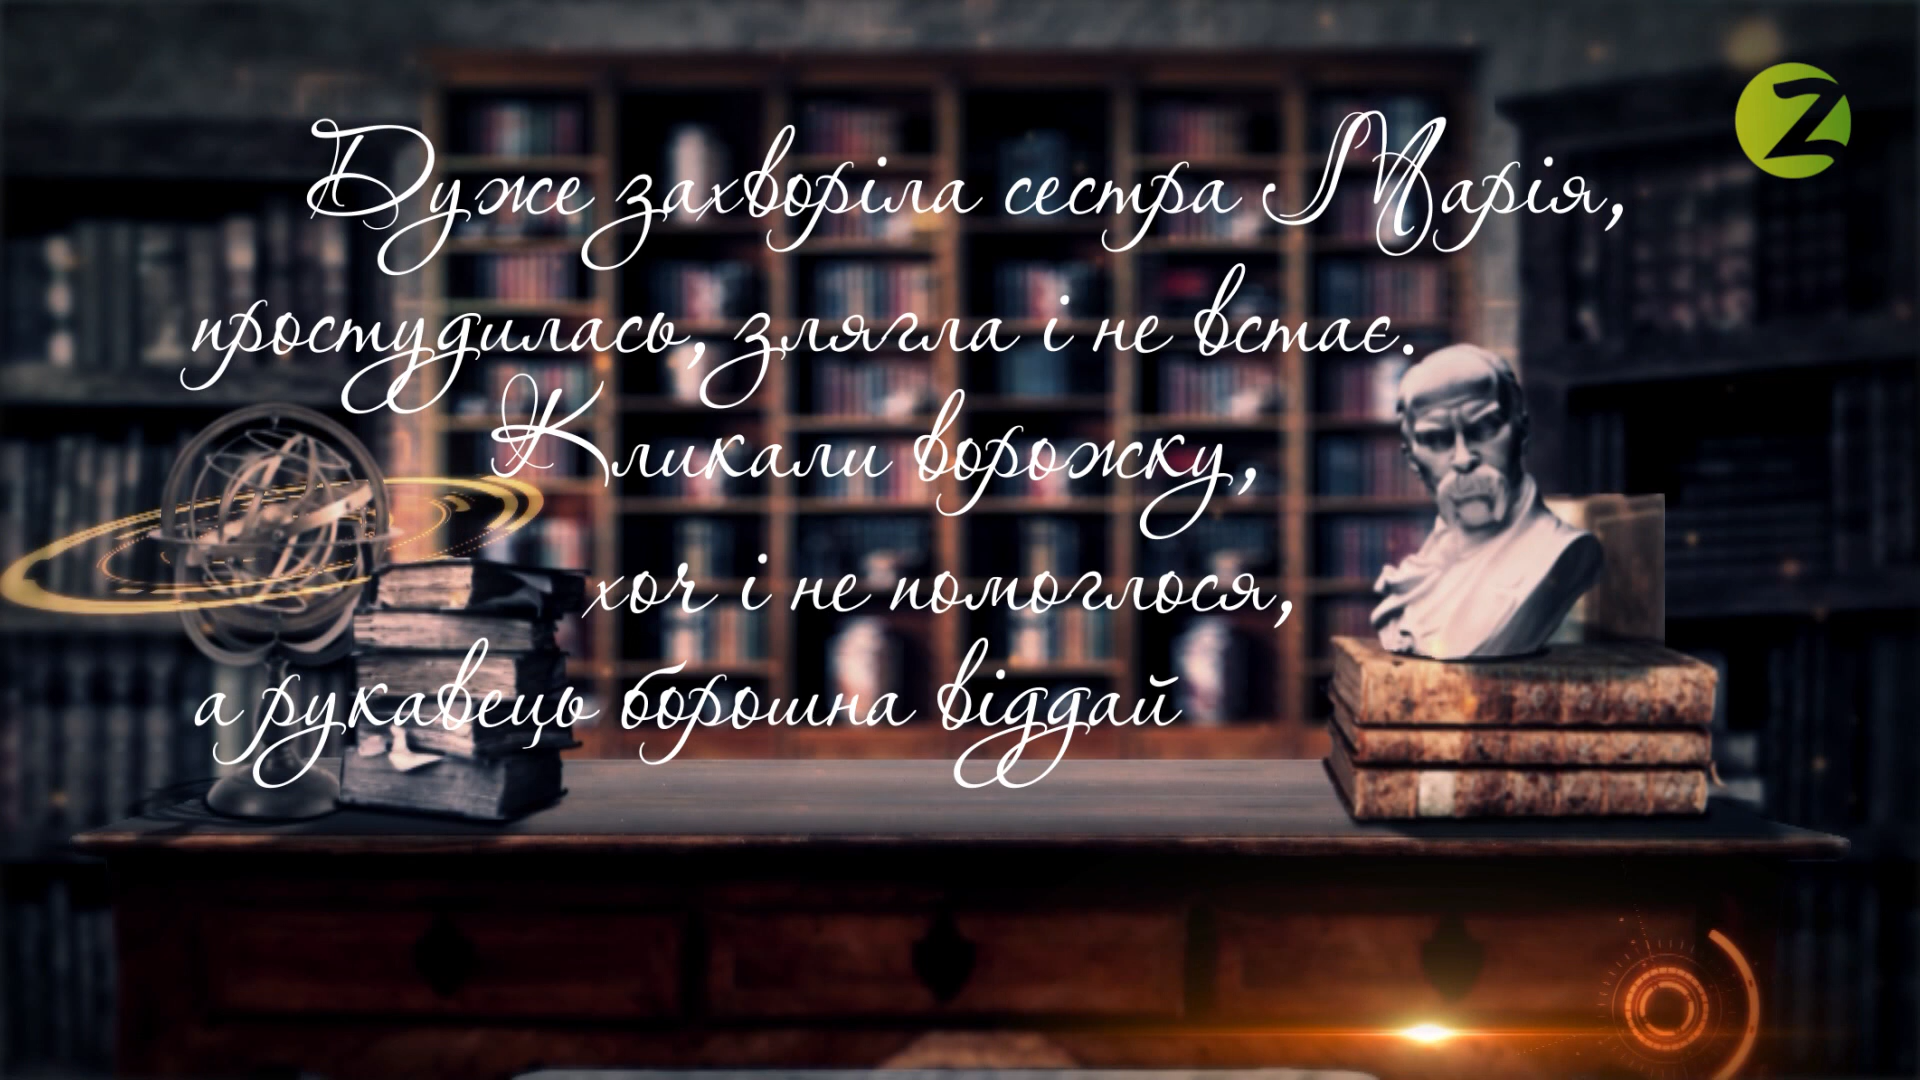 Дуже захворіла сестра Марія,
простудилась, злягла і не встає.
Кликали ворожку,
хоч і не помоглося,
а рукавець борошна віддай